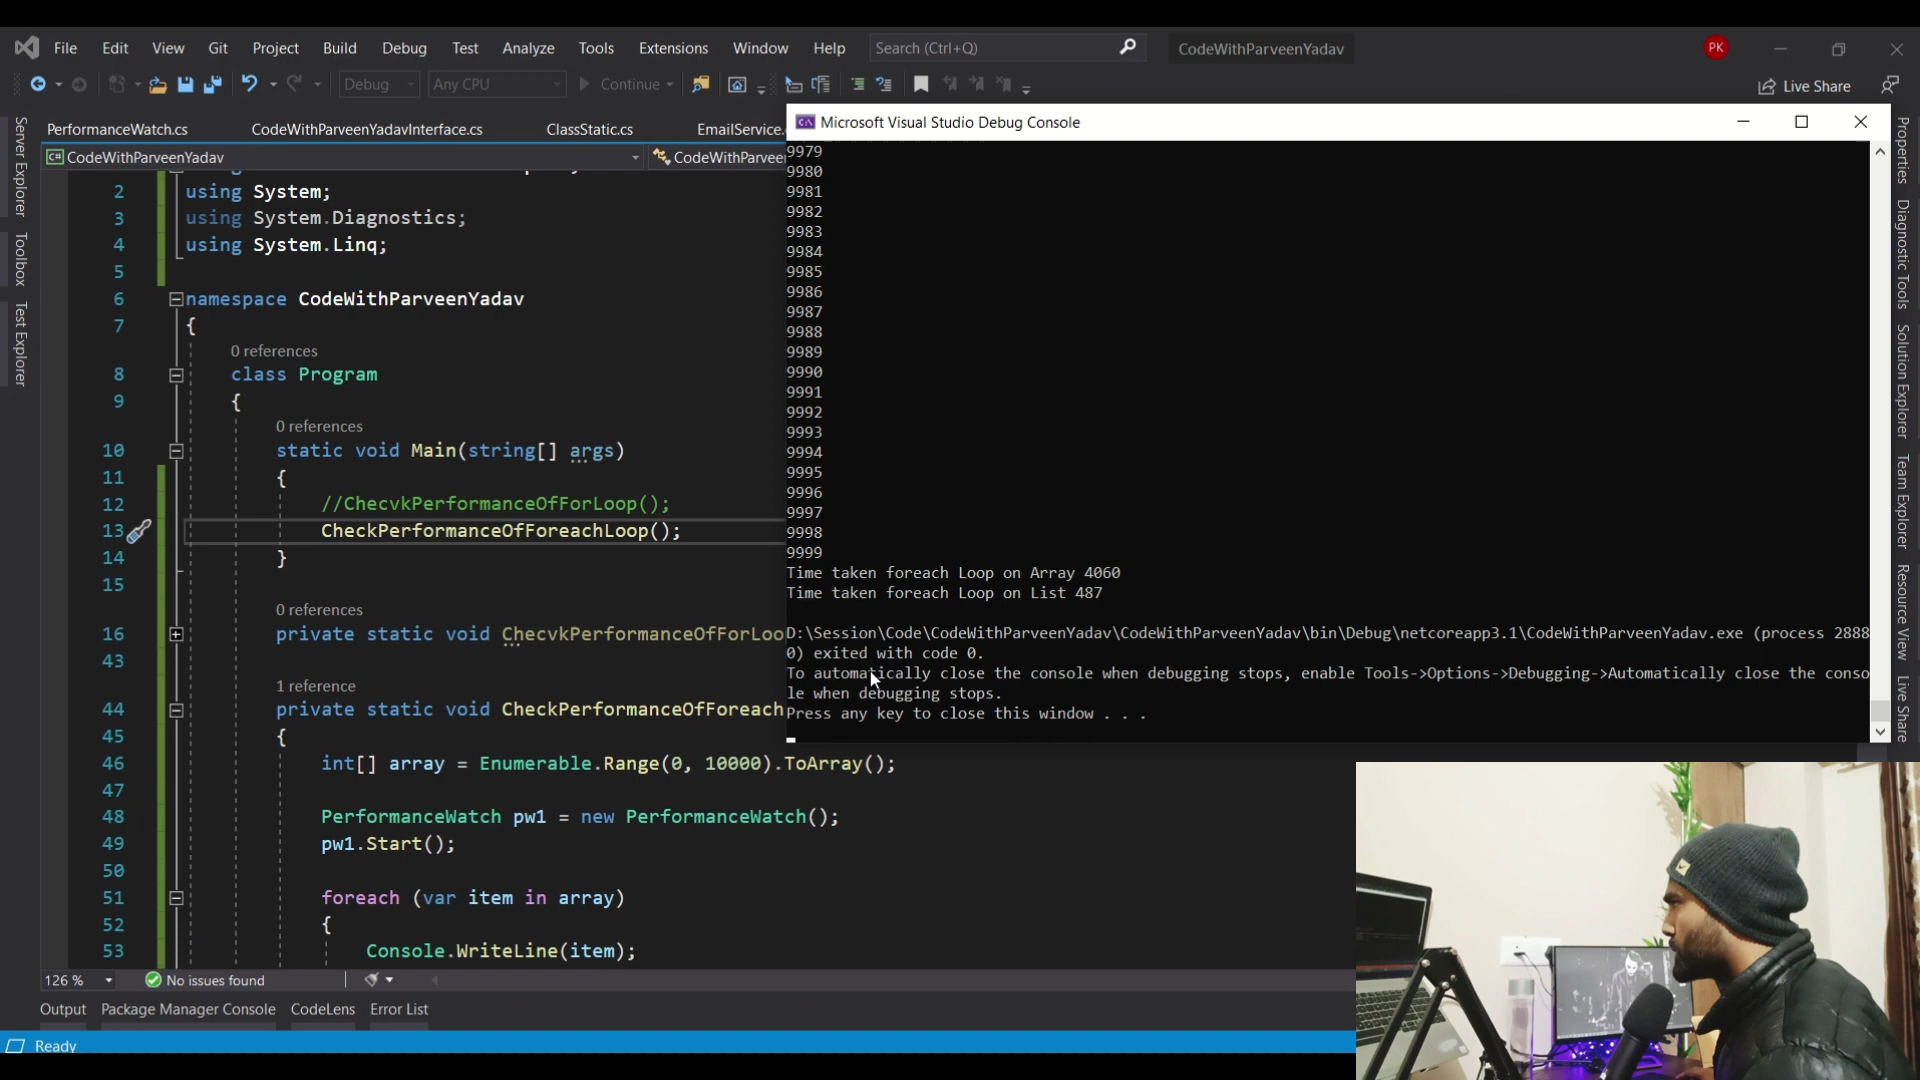 File Edit View Git Project Build Debug Test Analyze Tools Extensions Window Help Search (Ctrl+Q) CodeWithParveenYadav PK
Debug Any CPU Continue Live Share
PerformanceWatch.cs CodeWithParveenYadavInterface.cs ClassStatic.cs EmailService.
CodeWithParveenYadav CodeWithParvee
Server Explorer
Toolbox
Test Explorer
2 using System;
3 using System.Diagnostics;
4 using System.Linq;
5
6 namespace CodeWithParveenYadav
7 {
0 references
8 class Program
9 {
0 references
10 static void Main(string[] args)
11 {
12 //ChecvkPerformanceOfForLoop();
13 CheckPerformanceOfForeachLoop();
14 }
15
0 references
16 private static void ChecvkPerformanceOfForLoo
43
1 reference
44 private static void CheckPerformanceOfForeach
45 {
46 int[] array = Enumerable.Range(0, 10000).ToArray();
47
48 PerformanceWatch pw1 = new PerformanceWatch();
49 pw1.Start();
50
51 foreach (var item in array)
52 {
53 Console.WriteLine(item);
126 % No issues found
Output Package Manager Console CodeLens Error List
Ready
Microsoft Visual Studio Debug Console
9979
9980
9981
9982
9983
9984
9985
9986
9987
9988
9989
9990
9991
9992
9993
9994
9995
9996
9997
9998
9999
Time taken foreach Loop on Array 4060
Time taken foreach Loop on List 487
D:\Session\Code\CodeWithParveenYadav\CodeWithParveenYadav\bin\Debug\netcoreapp3.1\CodeWithParveenYadav.exe (process 2888
0) exited with code 0.
To automatically close the console when debugging stops, enable Tools->Options->Debugging->Automatically close the conso
le when debugging stops.
Press any key to close this window . . .
Properties
Diagnostic Tools
Solution Explorer
Team Explorer
Resource View
Live Share